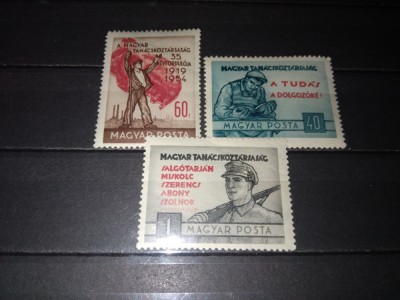 A MAGYAR TANÁCSKÖZTÁRSASÁG
35
ÉVFORDULÓJA
1919
1954
60f
MAGYAR POSTA
MAGYAR TANÁCSKÖZTÁRSASÁG
A TUDÁS
A DOLGOZÓKÉ!
MAGYAR POSTA 40
MAGYAR TANÁCSKÖZTÁRSASÁG
SALGÓTARJÁN
MISKOLC
SZERENCS
ABONY
SZOLNOK
1 MAGYAR POSTA